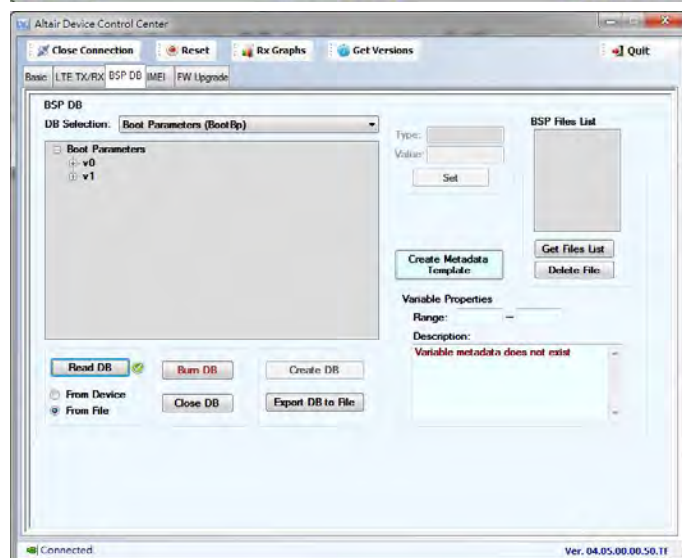 Altair Device Control Center
Close Connection Reset Rx Graphs Get Versions Quit
Basic LTE TX/RX BSP DB IMEI FW Upgrade
BSP DB
DB Selection: Boot Parameters (BootBp)
BSP Files List
Type:
Boot Parameters
Value:
v0
v1
Set
Get Files List
Create Metadata Template
Delete File
Variable Properties
Range: –
Description:
Variable metadata does not exist
Read DB Burn DB Create DB
From Device
From File
Close DB Export DB to File
Connected Ver. 04.05.00.00.50.TF